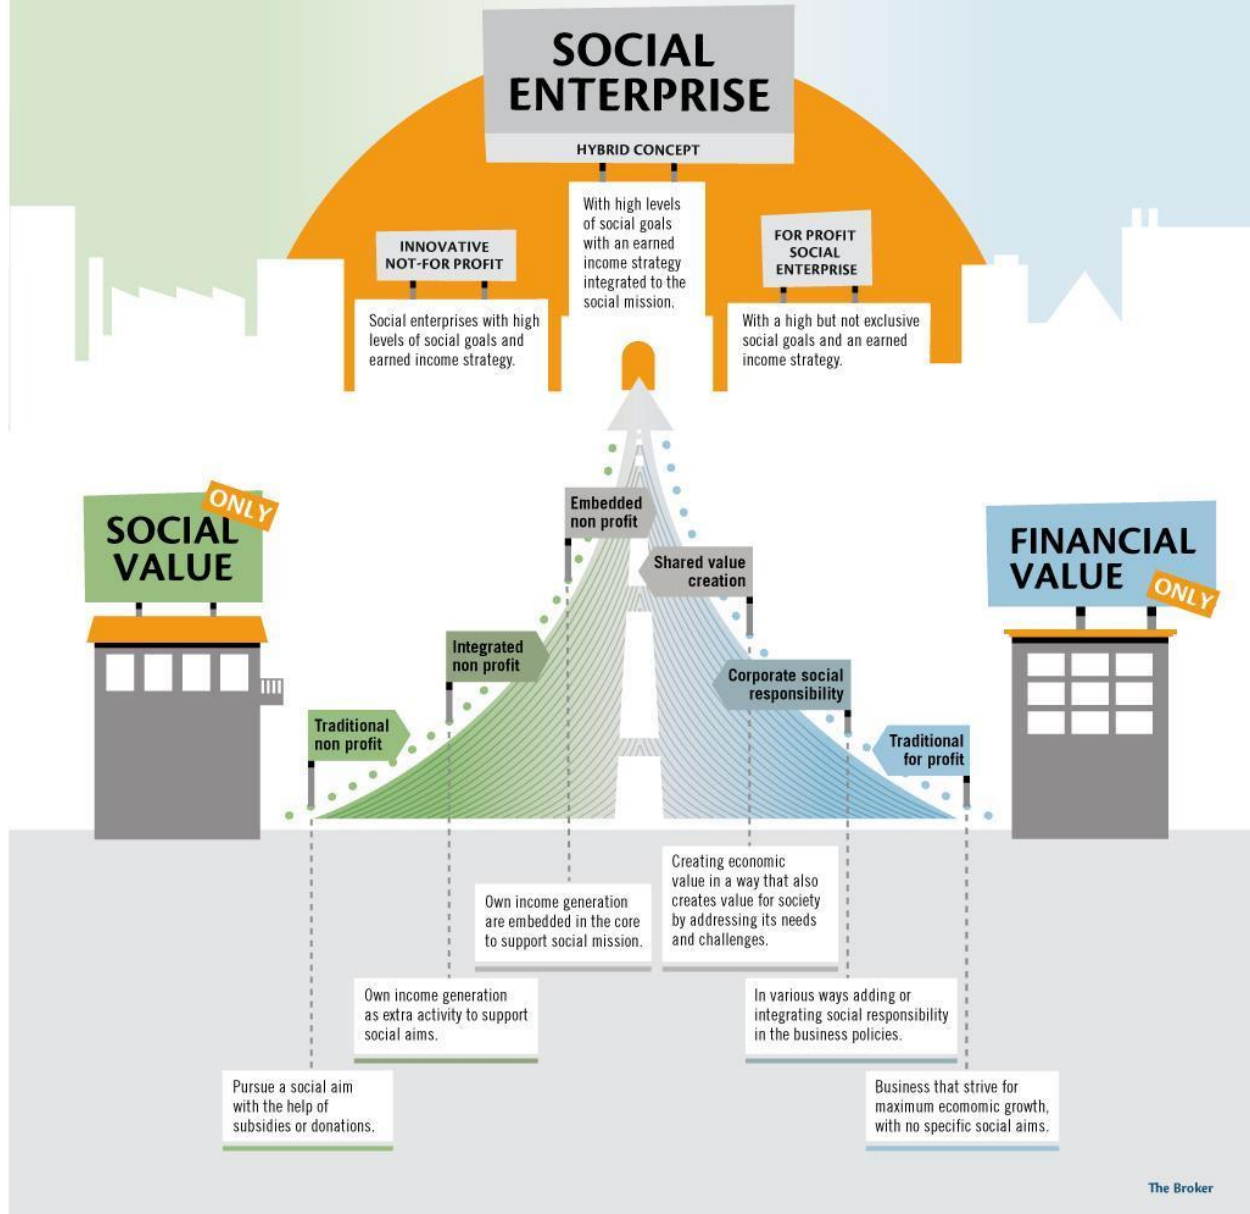 SOCIAL
ENTERPRISE
HYBRID CONCEPT
With high levels
of social goals
with an earned
income strategy
integrated to the
social mission.
INNOVATIVE
NOT-FOR PROFIT
Social enterprises with high
levels of social goals and
earned income strategy.
FOR PROFIT
SOCIAL
ENTERPRISE
With a high but not exclusive
social goals and an earned
income strategy.
SOCIAL
VALUE
ONLY
FINANCIAL
VALUE
ONLY
Embedded
non profit
Shared value
creation
Integrated
non profit
Corporate social
responsibility
Traditional
non profit
Traditional
for profit
Creating economic
value in a way that also
creates value for society
by addressing its needs
and challenges.
Own income generation
are embedded in the core
to support social mission.
Own income generation
as extra activity to support
social aims.
In various ways adding or
integrating social responsibility
in the business policies.
Pursue a social aim
with the help of
subsidies or donations.
Business that strive for
maximum ecomomic growth,
with no specific social aims.
The Broker